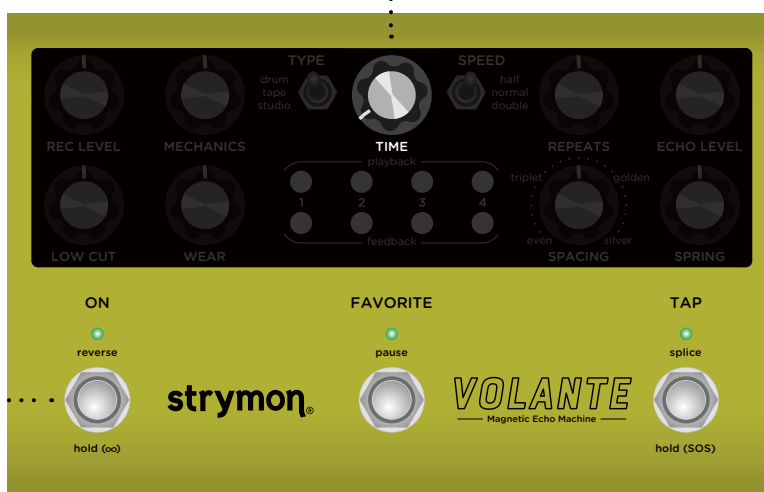 TYPE
SPEED
drum
tape
studio
half
normal
double
REC LEVEL
MECHANICS
TIME
REPEATS
ECHO LEVEL
playback
triplet
golden
1 2 3 4
even
silver
feedback
LOW CUT
WEAR
SPACING
SPRING
ON
FAVORITE
TAP
reverse
pause
splice
strymon®
VOLANTE
Magnetic Echo Machine
hold (∞)
hold (SOS)